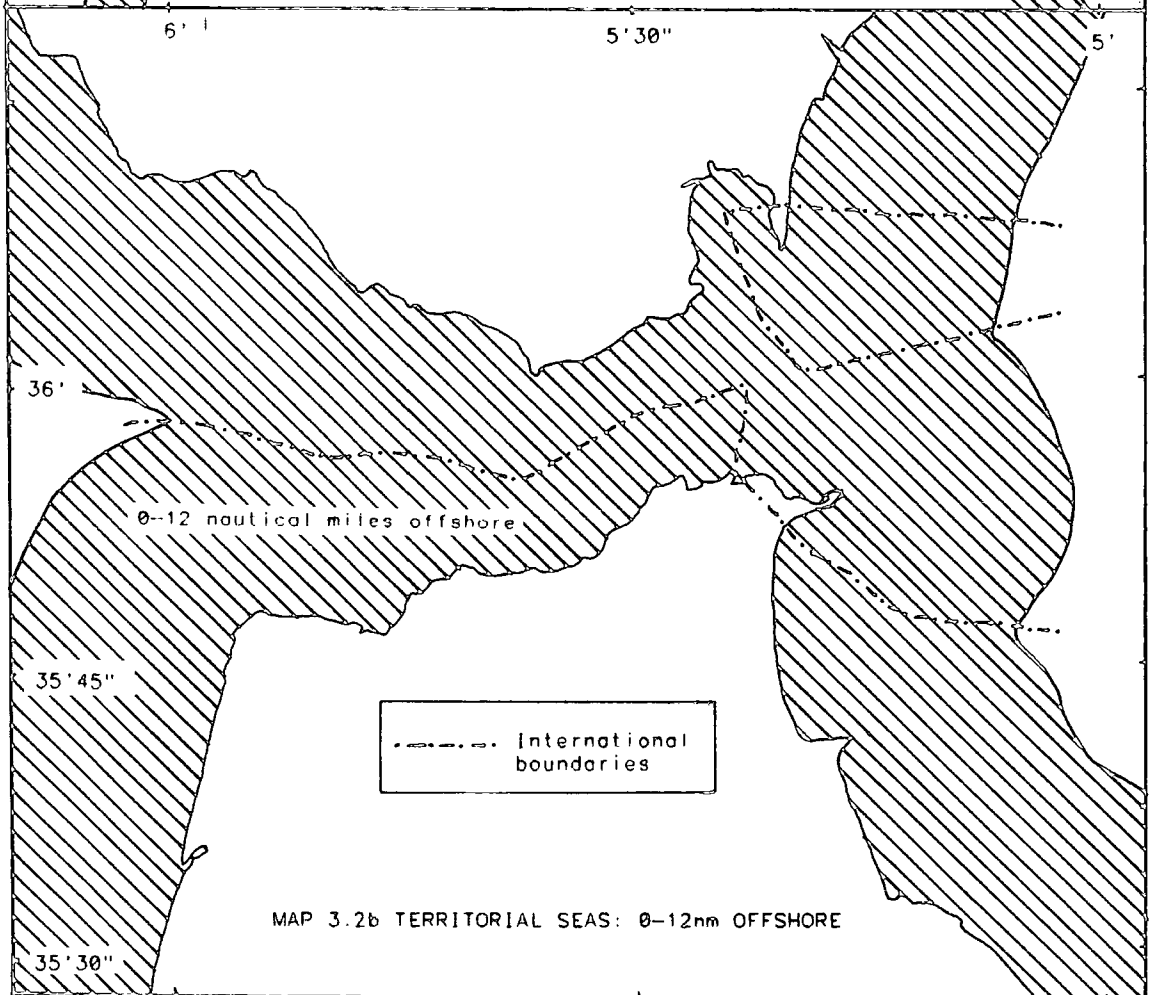 6'
5'30"
5'
36'
0-12 nautical miles offshore
35'45"
International
boundaries
MAP 3.2b TERRITORIAL SEAS: 0-12nm OFFSHORE
35'30"